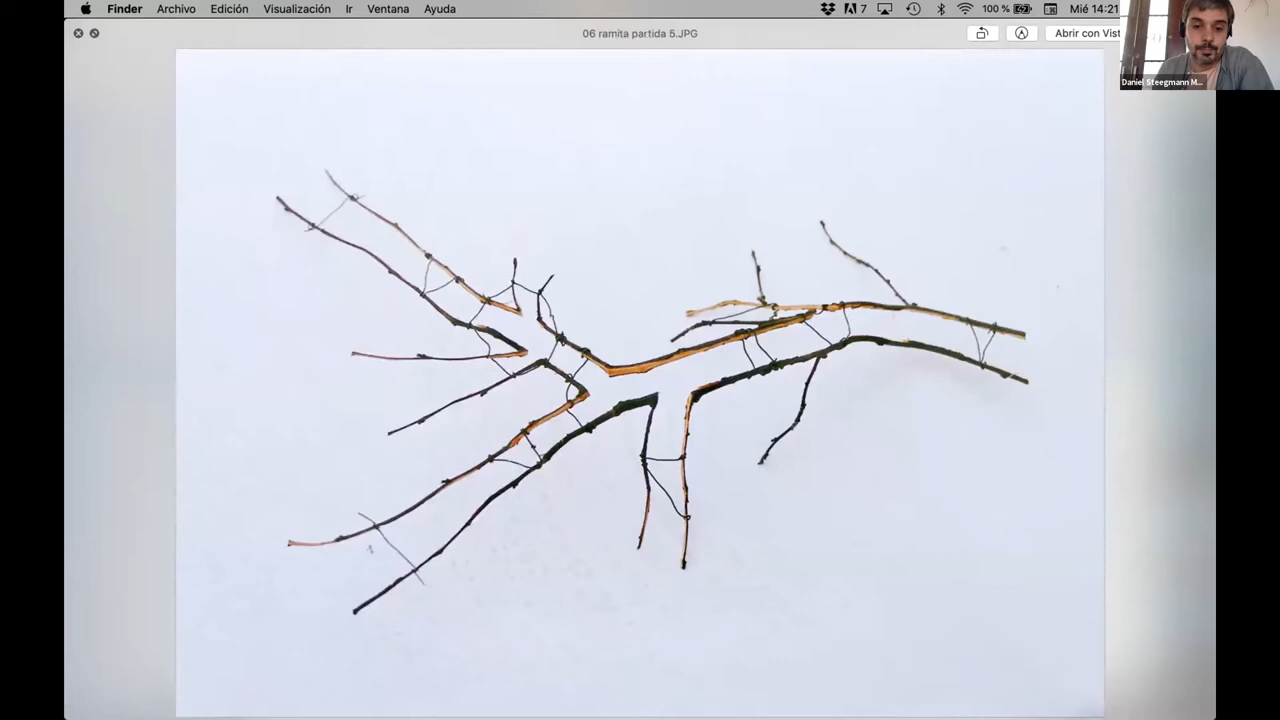 Finder Archivo Edición Visualización Ir Ventana Ayuda 7 100 % Mié 14:21
06 ramita partida 5.JPG
Abrir con Vist
Daniel Steegmann M...